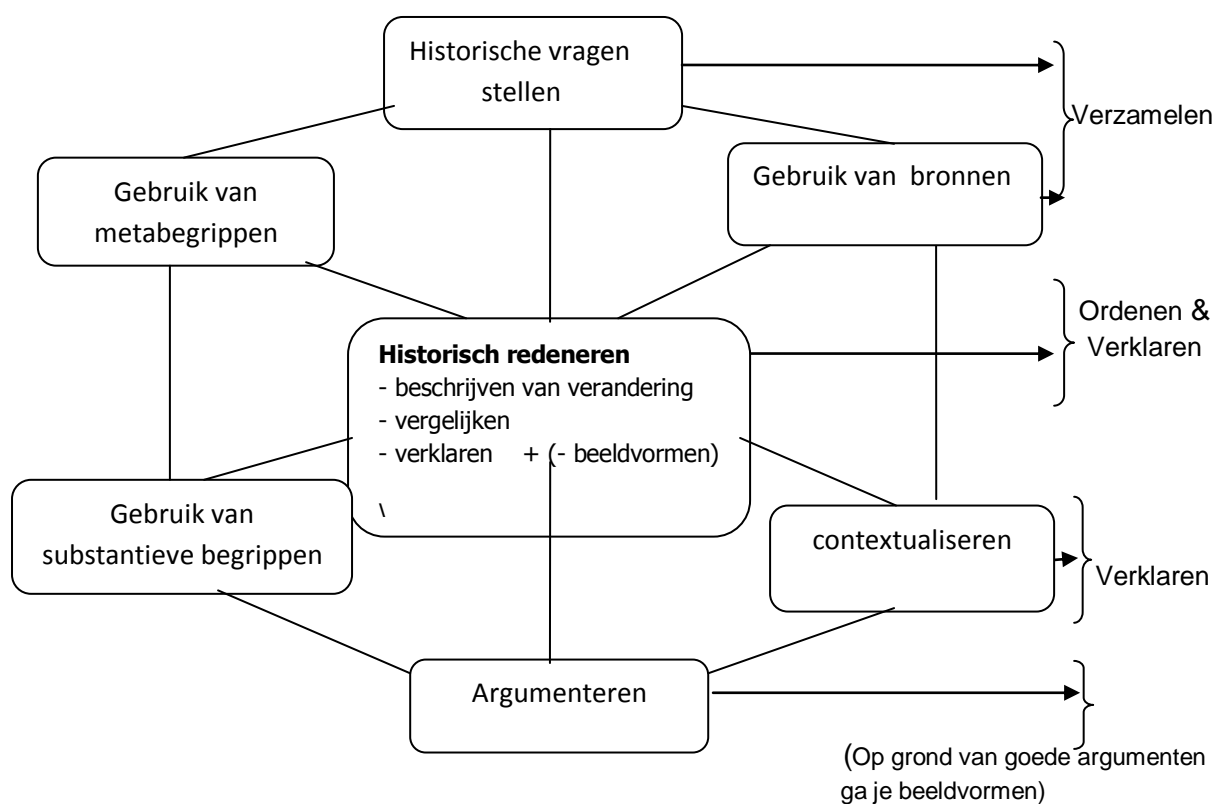 Historische vragen
stellen
Verzamelen
Gebruik van bronnen
Gebruik van
metabegrippen
Ordenen &
Verklaren
Historisch redeneren
- beschrijven van verandering
- vergelijken
- verklaren + (- beeldvormen)
\
Gebruik van
substantieve begrippen
contextualiseren
Verklaren
Argumenteren
(Op grond van goede argumenten
ga je beeldvormen)